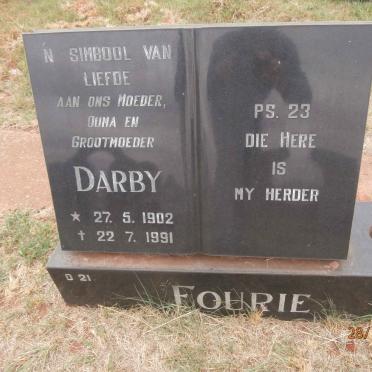 'N SIMBOOL VAN
LIEFDE
AAN ONS MOEDER,
OUMA EN
GROOTMOEDER
DARBY
* 27. 5. 1902
† 22. 7. 1991
PS. 23
DIE HERE
IS
MY HERDER
D 21
FOURIE